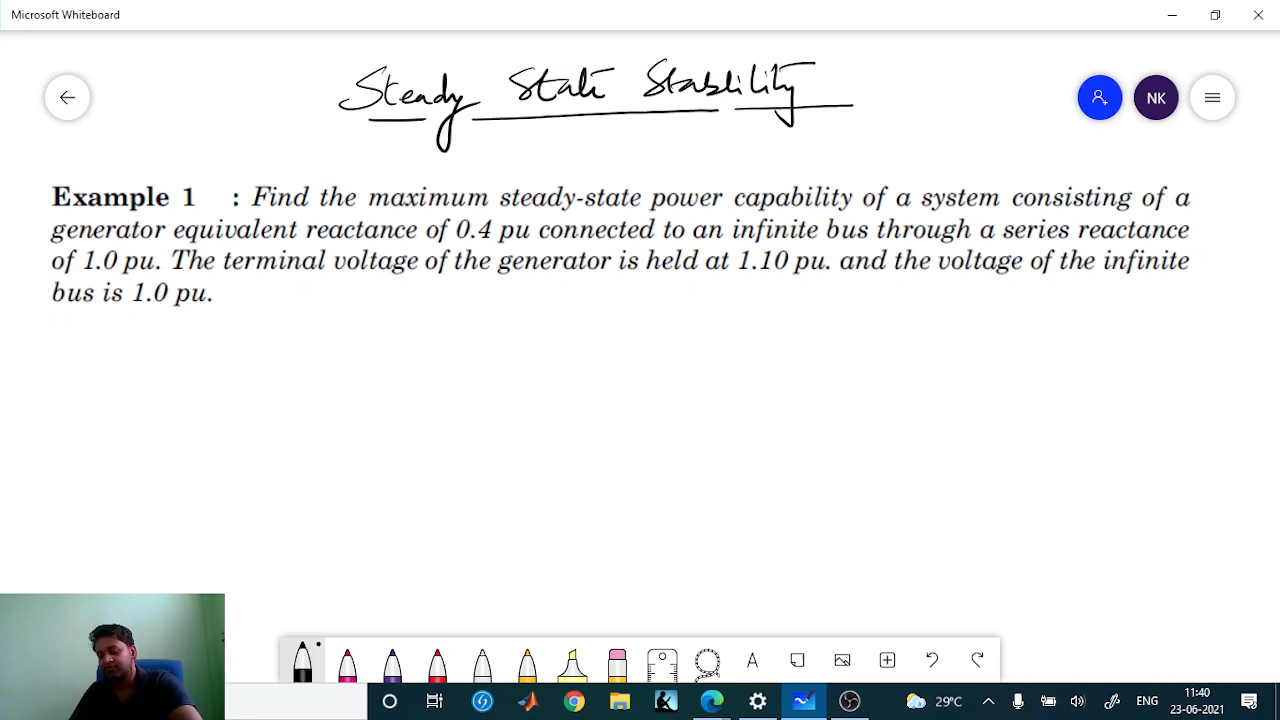 Microsoft Whiteboard
Steady State Stability
NK
Example 1 : Find the maximum steady-state power capability of a system consisting of a
generator equivalent reactance of 0.4 pu connected to an infinite bus through a series reactance
of 1.0 pu. The terminal voltage of the generator is held at 1.10 pu. and the voltage of the infinite
bus is 1.0 pu.
A
29°C
ENG
11:40
23-06-2021